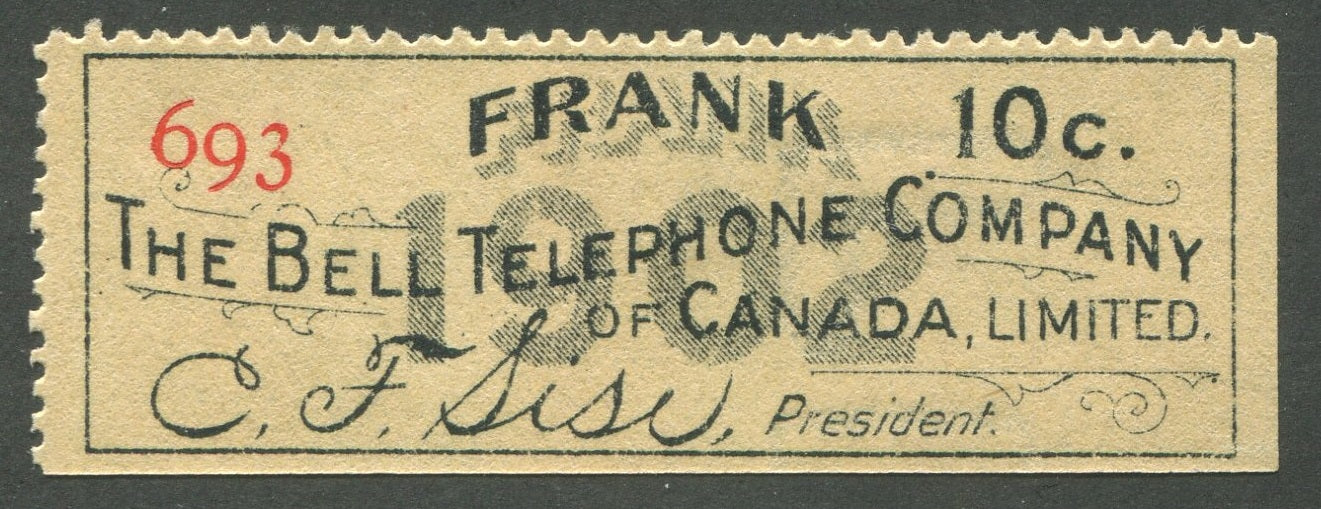 693 FRANK 10c.
1902
THE BELL TELEPHONE COMPANY
OF CANADA, LIMITED.
C. F. Sise, President.